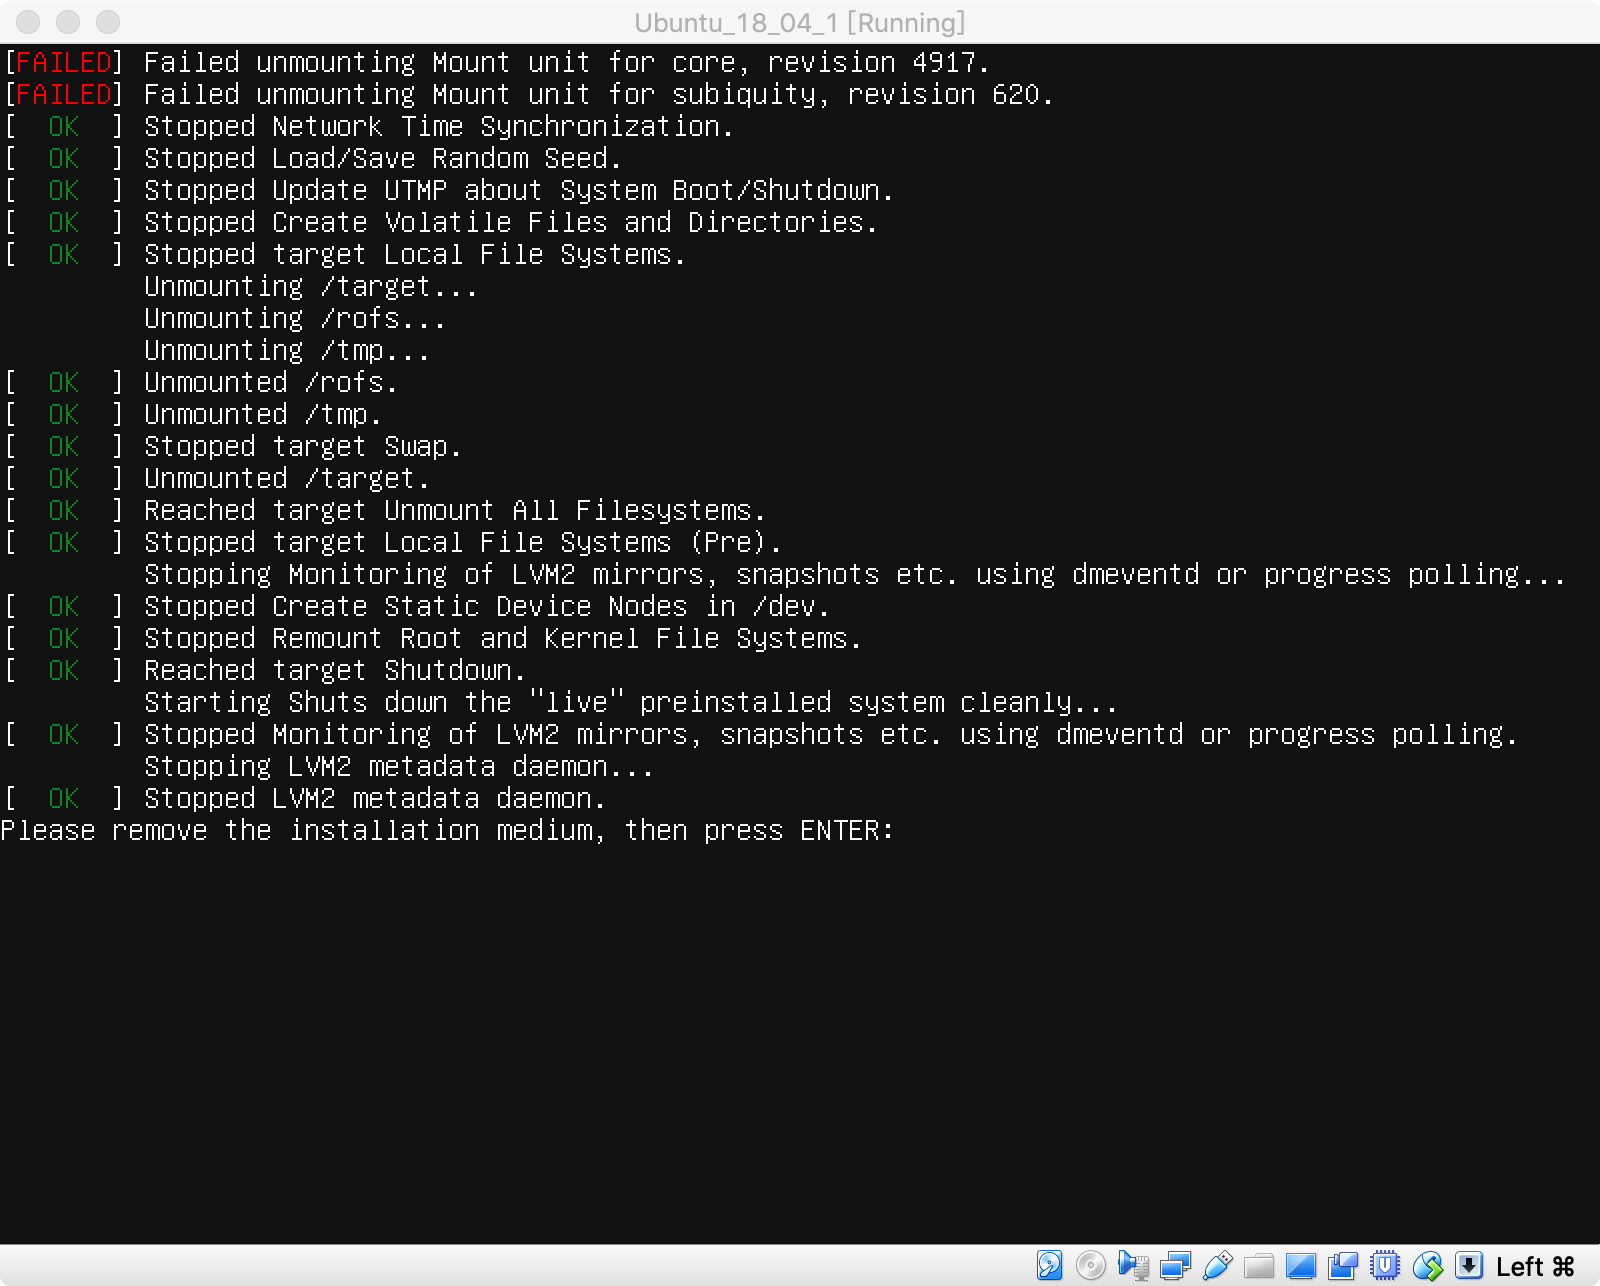 Ubuntu_18_04_1 [Running]
[FAILED] Failed unmounting Mount unit for core, revision 4917.
[FAILED] Failed unmounting Mount unit for subiquity, revision 620.
[  OK  ] Stopped Network Time Synchronization.
[  OK  ] Stopped Load/Save Random Seed.
[  OK  ] Stopped Update UTMP about System Boot/Shutdown.
[  OK  ] Stopped Create Volatile Files and Directories.
[  OK  ] Stopped target Local File Systems.
         Unmounting /target...
         Unmounting /rofs...
         Unmounting /tmp...
[  OK  ] Unmounted /rofs.
[  OK  ] Unmounted /tmp.
[  OK  ] Stopped target Swap.
[  OK  ] Unmounted /target.
[  OK  ] Reached target Unmount All Filesystems.
[  OK  ] Stopped target Local File Systems (Pre).
         Stopping Monitoring of LVM2 mirrors, snapshots etc. using dmeventd or progress polling...
[  OK  ] Stopped Create Static Device Nodes in /dev.
[  OK  ] Stopped Remount Root and Kernel File Systems.
[  OK  ] Reached target Shutdown.
         Starting Shuts down the "live" preinstalled system cleanly...
[  OK  ] Stopped Monitoring of LVM2 mirrors, snapshots etc. using dmeventd or progress polling.
         Stopping LVM2 metadata daemon...
[  OK  ] Stopped LVM2 metadata daemon.
Please remove the installation medium, then press ENTER:
Left ⌘